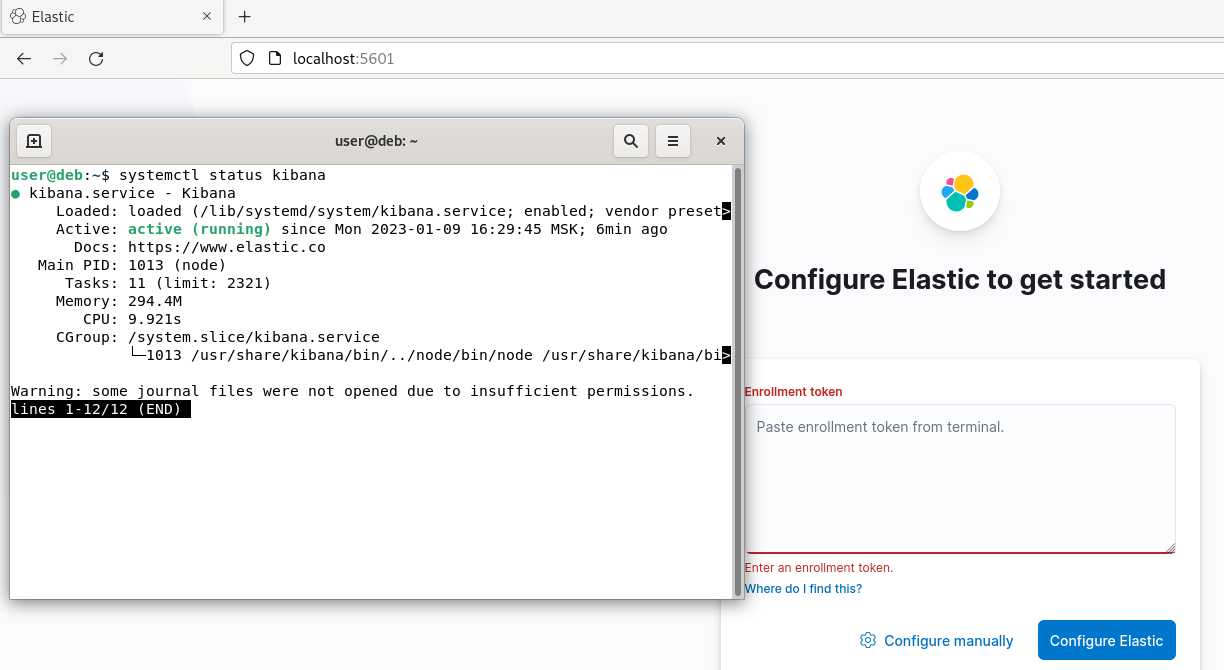 Elastic
localhost:5601
user@deb: ~
user@deb:~$ systemctl status kibana
● kibana.service - Kibana
Loaded: loaded (/lib/systemd/system/kibana.service; enabled; vendor preset>
Active: active (running) since Mon 2023-01-09 16:29:45 MSK; 6min ago
Docs: https://www.elastic.co
Main PID: 1013 (node)
Tasks: 11 (limit: 2321)
Memory: 294.4M
CPU: 9.921s
CGroup: /system.slice/kibana.service
└─1013 /usr/share/kibana/bin/../node/bin/node /usr/share/kibana/bi>
Warning: some journal files were not opened due to insufficient permissions.
lines 1-12/12 (END)
Configure Elastic to get started
Enrollment token
Paste enrollment token from terminal.
Enter an enrollment token.
Where do I find this?
Configure manually
Configure Elastic